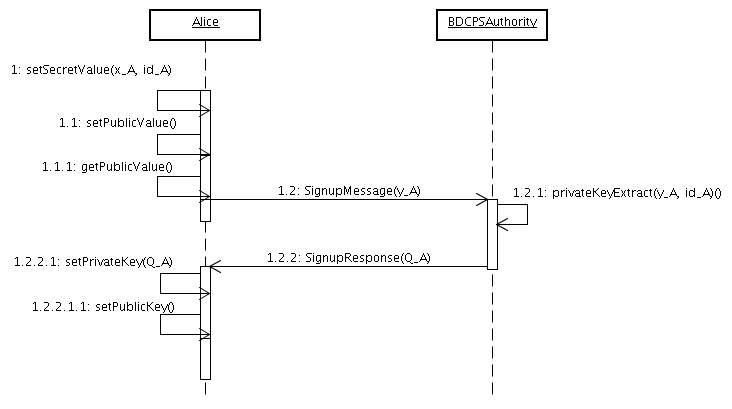 Alice
BDCPSAuthority
1: setSecretValue(x_A, id_A)
1.1: setPublicValue()
1.1.1: getPublicValue()
1.2: SignupMessage(y_A)
1.2.1: privateKeyExtract(y_A, id_A)()
1.2.2: SignupResponse(Q_A)
1.2.2.1: setPrivateKey(Q_A)
1.2.2.1.1: setPublicKey()